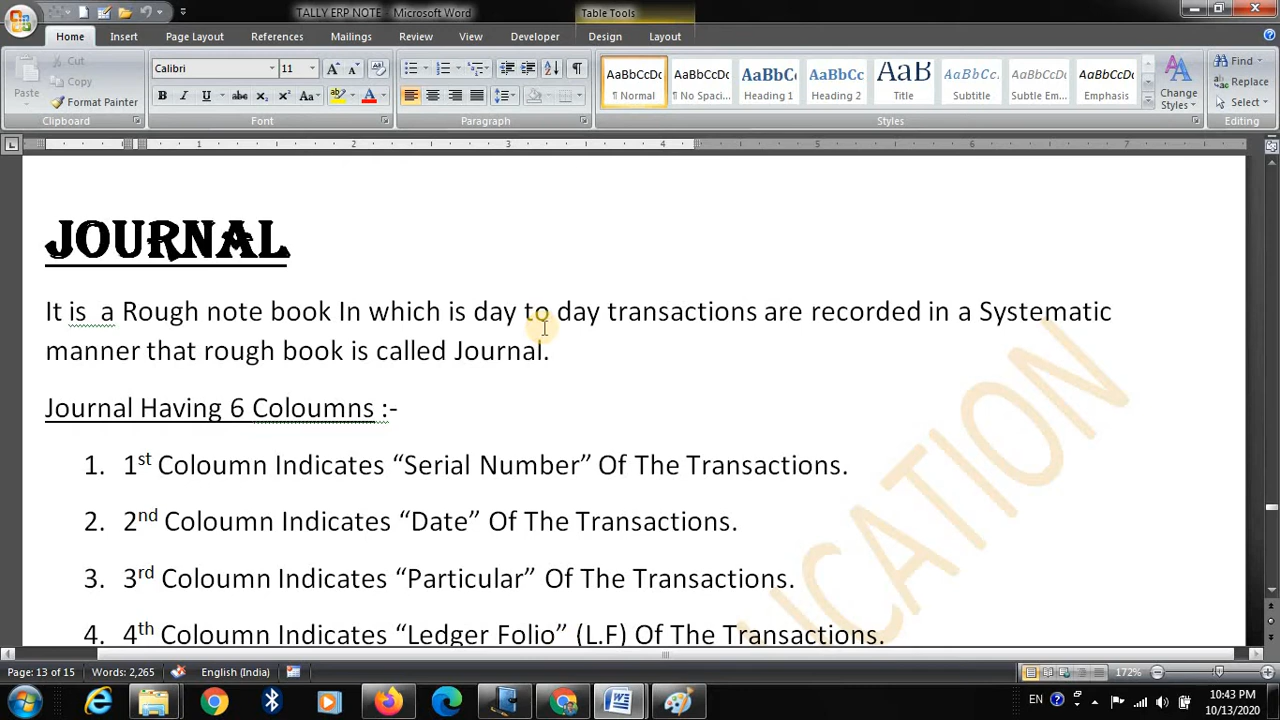 TALLY ERP NOTE - Microsoft Word
Table Tools
Home Insert Page Layout References Mailings Review View Developer Design Layout
Cut
Copy
Format Painter
Paste
Clipboard
Calibri 11
Font
Paragraph
AaBbCcDc AaBbCcDc AaBbC AaBbCc AaB AaBbCc. AaBbCcDc AaBbCcDc
¶ Normal ¶ No Spaci... Heading 1 Heading 2 Title Subtitle Subtle Em... Emphasis
Change Styles
Styles
Find
Replace
Select
Editing
1 2 3 4 5 6 7
JOURNAL
It is a Rough note book In which is day to day transactions are recorded in a Systematic
manner that rough book is called Journal.
Journal Having 6 Coloumns :-
1. 1st Coloumn Indicates “Serial Number” Of The Transactions.
2. 2nd Coloumn Indicates “Date” Of The Transactions.
3. 3rd Coloumn Indicates “Particular” Of The Transactions.
4. 4th Coloumn Indicates “Ledger Folio” (L.F) Of The Transactions.
Page: 13 of 15 Words: 2,265 English (India) 172%
EN 10:43 PM
10/13/2020